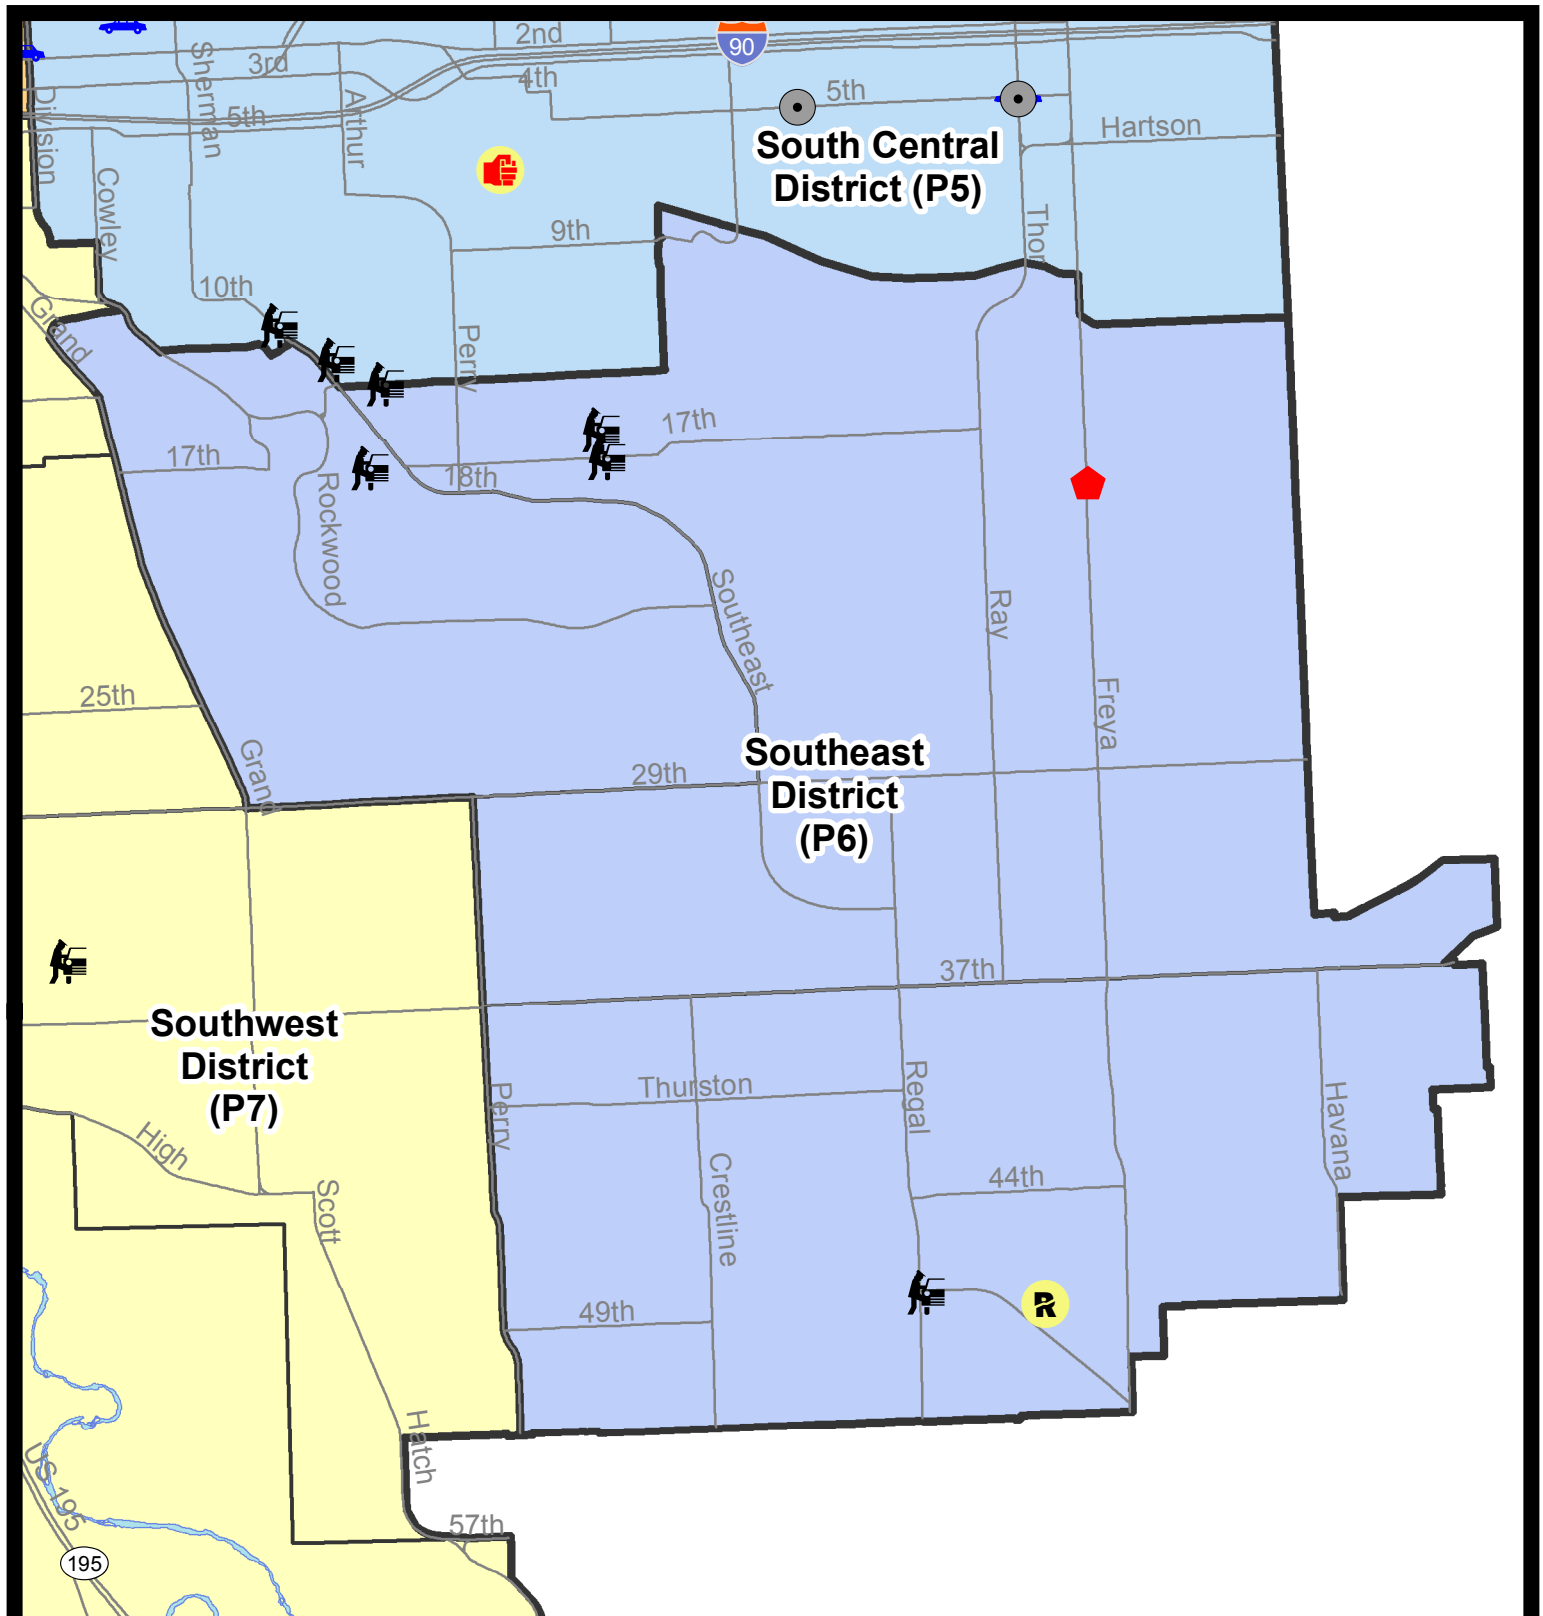 2nd
90
3rd
4th
5th
5th
Sherman
Arthur
Division
Hartson
South Central
District (P5)
Cowley
9th
Thor
10th
Grand
Perry
17th
17th
18th
Rockwood
Southeast
Ray
25th
Freya
Grand
29th
Southeast
District
(P6)
37th
Southwest
District
(P7)
Thurston
Regal
Perry
Havana
High
Crestline
44th
Scott
49th
Hatch
US 195
57th
195
R